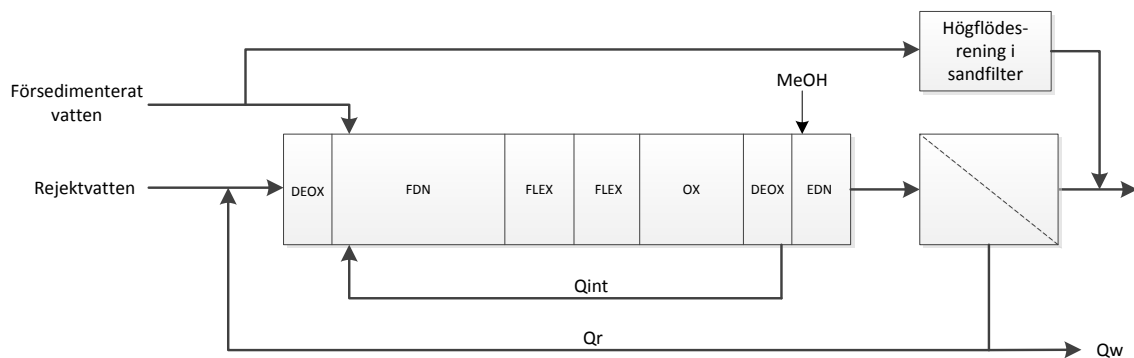 Högflödes-
rening i
sandfilter
MeOH
Försedimenterat
vatten
Rejektvatten
DEOX
FDN
FLEX
FLEX
OX
DEOX
EDN
Qint
Qr
Qw